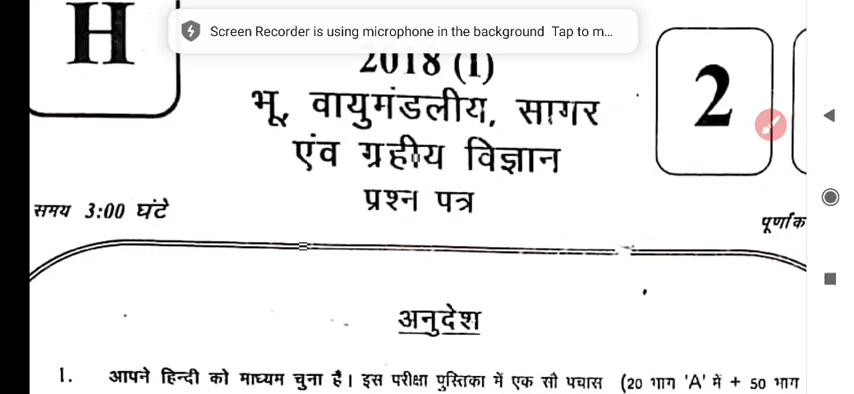 Screen Recorder is using microphone in the background Tap to m...
H
2018 (I)
2
भू, वायुमंडलीय, सागर
एंव ग्रहीय विज्ञान
प्रश्न पत्र
समय 3:00 घंटे
पूर्णांक
अनुदेश
1. आपने हिन्दी को माध्यम चुना है। इस परीक्षा पुस्तिका में एक सौ पचास (20 भाग 'A' में + 50 भाग